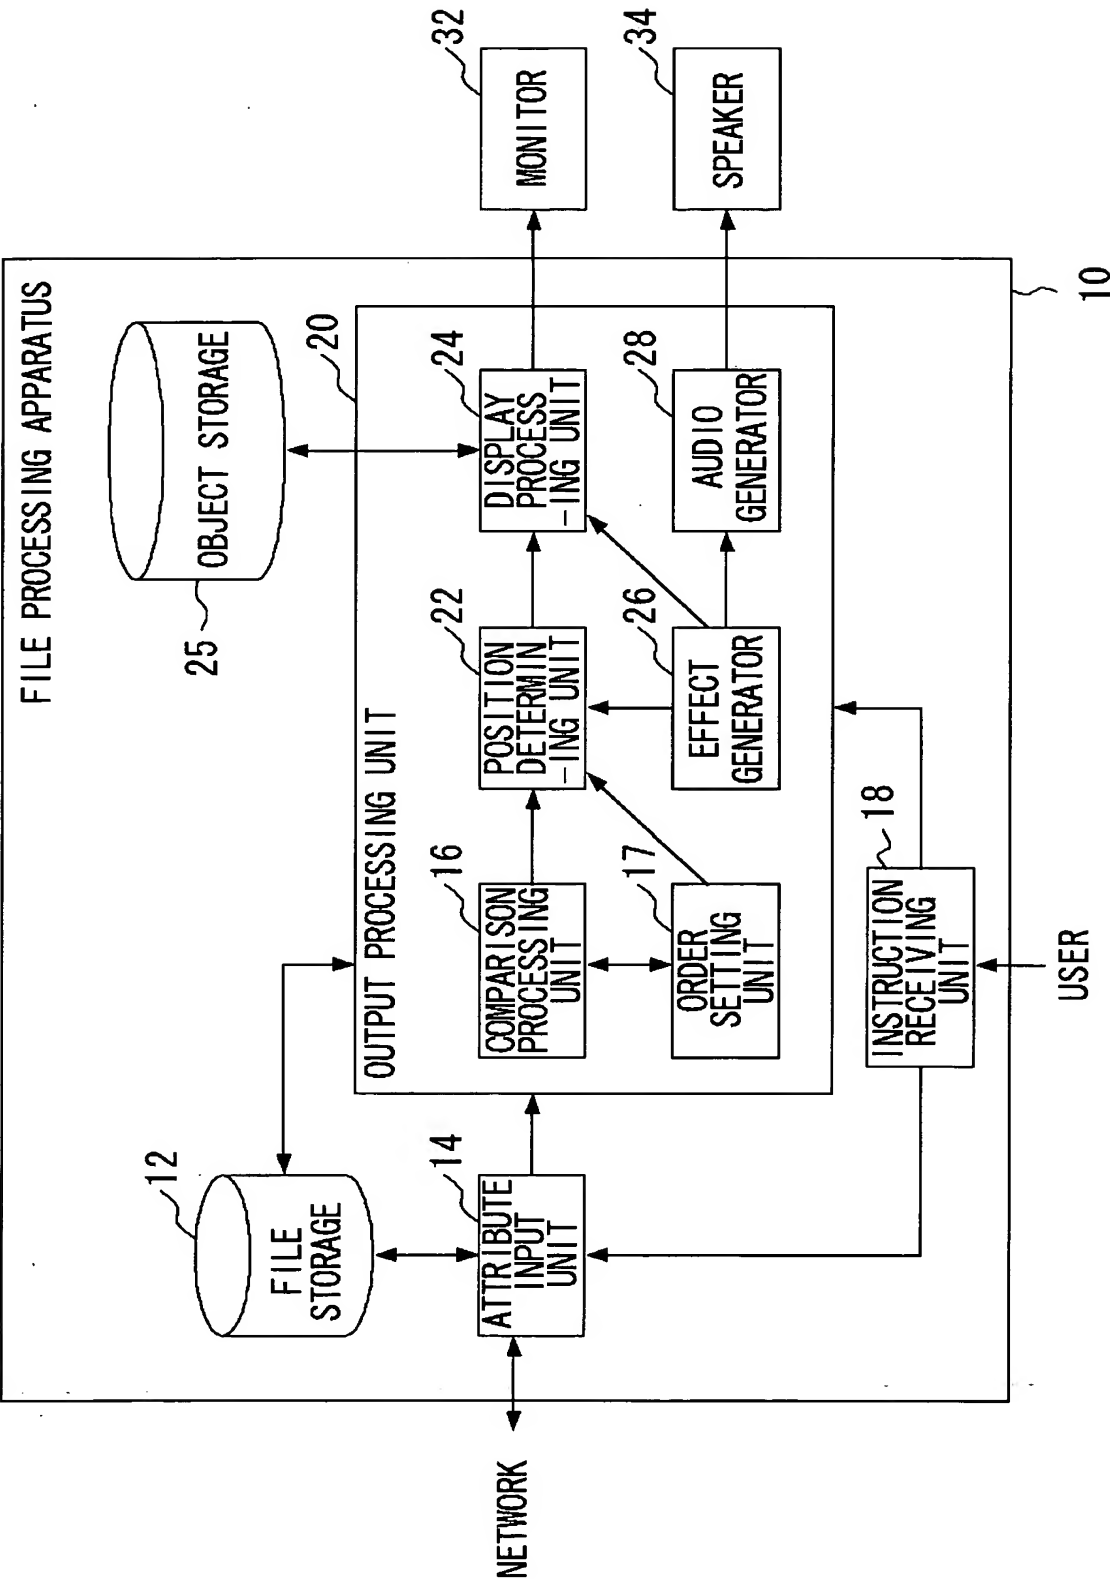 FILE PROCESSING APPARATUS
10
12
FILE
STORAGE
25
OBJECT STORAGE
20
OUTPUT PROCESSING UNIT
NETWORK
14
ATTRIBUTE
INPUT
UNIT
16
COMPARISON
PROCESSING
UNIT
22
POSITION
DETERMIN
-ING UNIT
24
DISPLAY
PROCESS
-ING UNIT
32
MONITOR
17
ORDER
SETTING
UNIT
26
EFFECT
GENERATOR
28
AUDIO
GENERATOR
34
SPEAKER
18
INSTRUCTION
RECEIVING
UNIT
USER